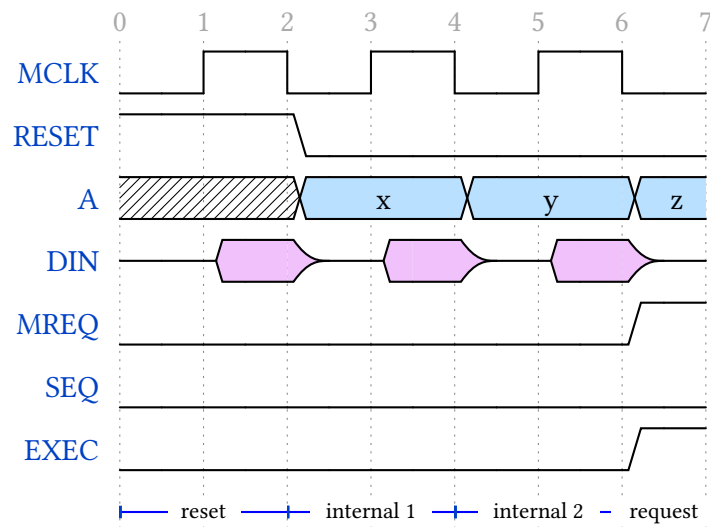 0 1 2 3 4 5 6 7
MCLK
RESET
A x y z
DIN
MREQ
SEQ
EXEC
reset internal 1 internal 2 request